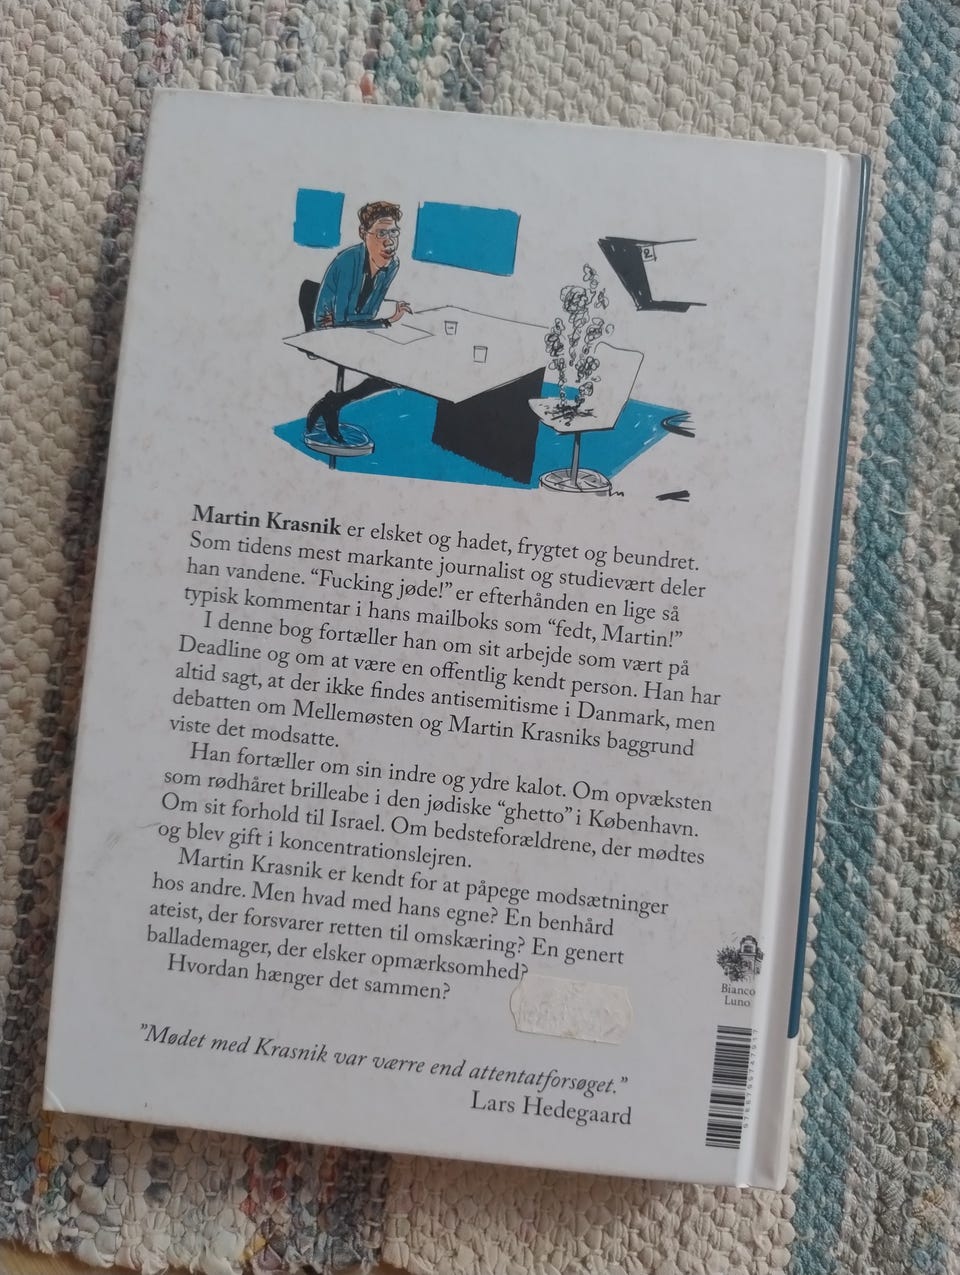 2
Martin Krasnik er elsket og hadet, frygtet og beundret.
Som tidens mest markante journalist og studievært deler
han vandene. “Fucking jøde!” er efterhånden en lige så
typisk kommentar i hans mailboks som “fedt, Martin!”
I denne bog fortæller han om sit arbejde som vært på
Deadline og om at være en offentlig kendt person. Han har
altid sagt, at der ikke findes antisemitisme i Danmark, men
debatten om Mellemøsten og Martin Krasniks baggrund
viste det modsatte.
Han fortæller om sin indre og ydre kalot. Om opvæksten
som rødhåret brilleabe i den jødiske “ghetto” i København.
Om sit forhold til Israel. Om bedsteforældrene, der mødtes
og blev gift i koncentrationslejren.
Martin Krasnik er kendt for at påpege modsætninger
hos andre. Men hvad med hans egne? En benhård
ateist, der forsvarer retten til omskæring? En genert
ballademager, der elsker opmærksomhed?
Hvordan hænger det sammen?
”Mødet med Krasnik var værre end attentatforsøget.”
Lars Hedegaard
Bianco
Luno